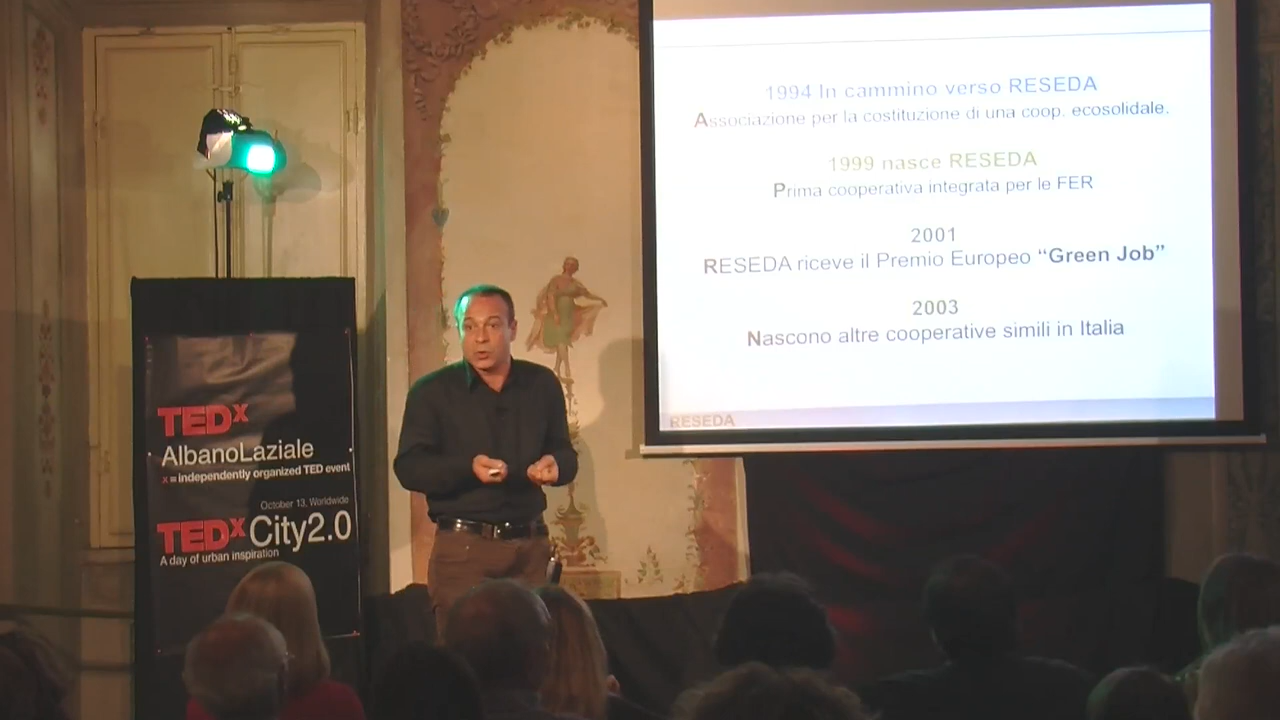 TEDx
AlbanoLaziale
x = independently organized TED event
October 13, Worldwide
TEDxCity2.0
A day of urban inspiration
1994 In cammino verso RESEDA
Associazione per la costituzione di una coop. ecosolidale.
1999 nasce RESEDA
Prima cooperativa integrata per le FER
2001
RESEDA riceve il Premio Europeo “Green Job”
2003
Nascono altre cooperative simili in Italia
RESEDA